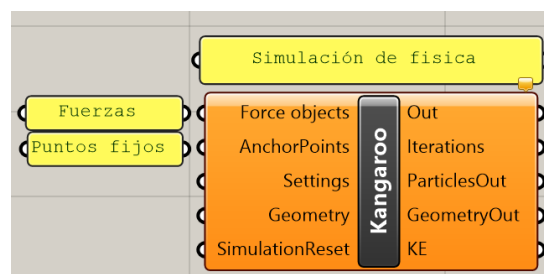 Simulación de fisica
Fuerzas
Puntos fijos
Force objects
AnchorPoints
Settings
Geometry
SimulationReset
Kangaroo
Out
Iterations
ParticlesOut
GeometryOut
KE